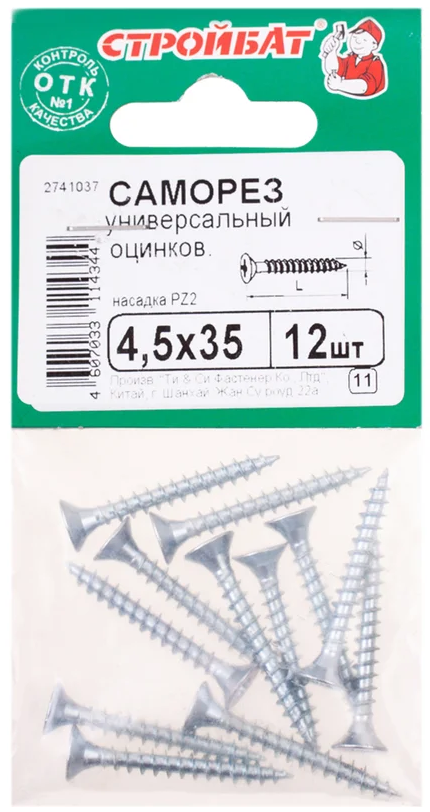 СТРОЙБАТ
КОНТРОЛЬ
ОТК
№1
КАЧЕСТВА
2741037
САМОРЕЗ
универсальный
оцинков.
Ø
L
насадка PZ2
4,5x35
12шт
Произв. "Ти & Си Фастенер Ко., Лтд",
Китай, г. Шанхай, Жан Су роуд, 22а
11
4 607033 114344